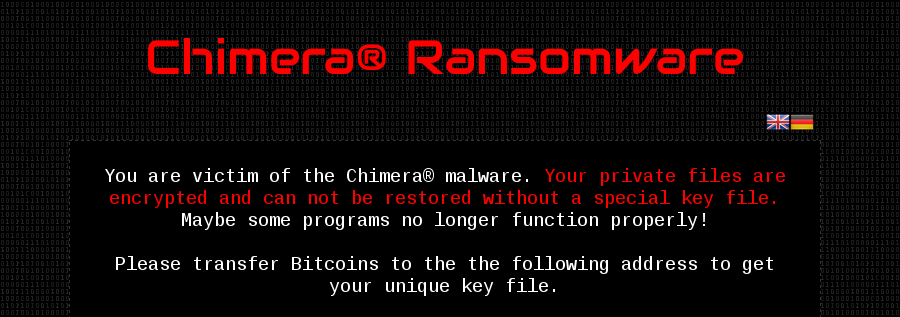 Chimera® Ransomware
You are victim of the Chimera® malware. Your private files are
encrypted and can not be restored without a special key file.
Maybe some programs no longer function properly!
Please transfer Bitcoins to the the following address to get
your unique key file.